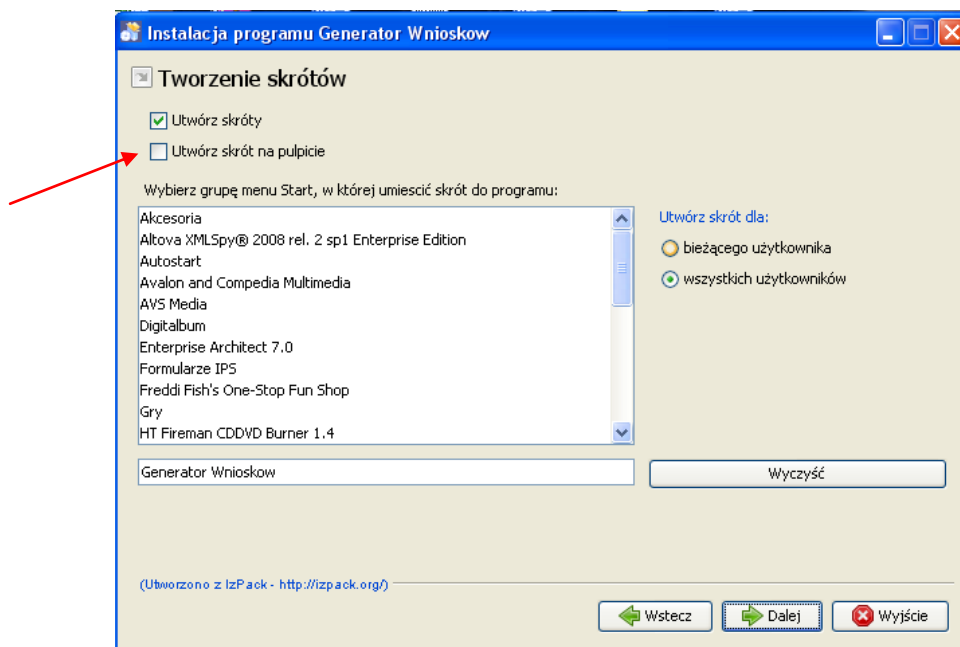 Instalacja programu Generator Wnioskow
Tworzenie skrótów
Utwórz skróty
Utwórz skrót na pulpicie
Wybierz grupę menu Start, w której umiescić skrót do programu:
Akcesoria
Altova XMLSpy® 2008 rel. 2 sp1 Enterprise Edition
Autostart
Avalon and Compedia Multimedia
AVS Media
Digitalbum
Enterprise Architect 7.0
Formularze IPS
Freddi Fish's One-Stop Fun Shop
Gry
HT Fireman CDDVD Burner 1.4
Utwórz skrót dla:
bieżącego użytkownika
wszystkich użytkowników
Generator Wnioskow
Wyczyść
(Utworzono z IzPack - http://izpack.org/)
Wstecz
Dalej
Wyjście